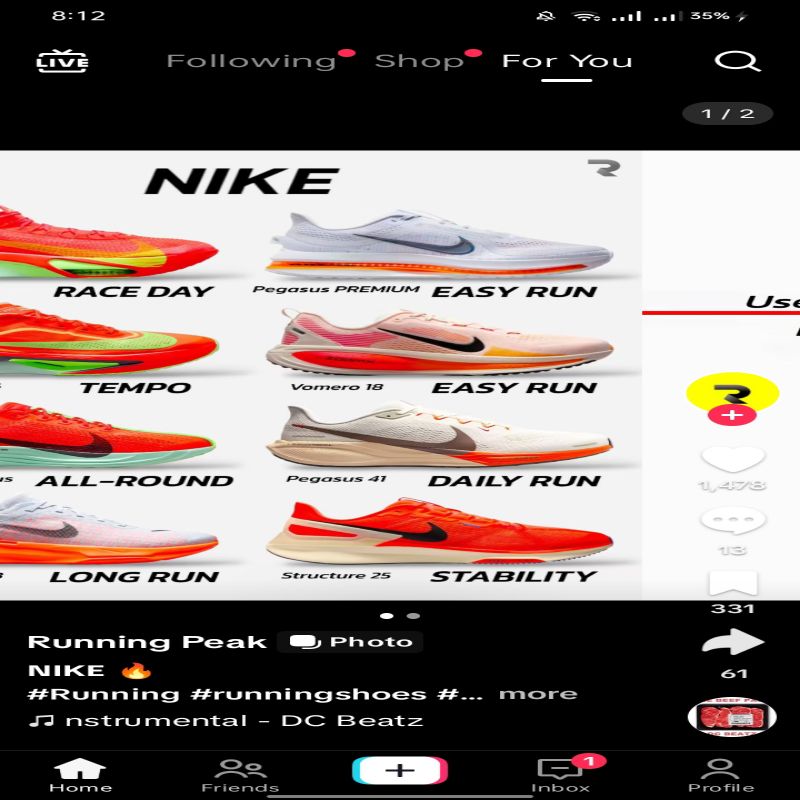 8:12
35%
LIVE
Following
Shop
For You
1 / 2
NIKE
RACE DAY
Pegasus PREMIUM
EASY RUN
TEMPO
Vomero 18
EASY RUN
ALL-ROUND
Pegasus 41
DAILY RUN
LONG RUN
Structure 25
STABILITY
Use
1,478
13
331
61
Running Peak
Photo
NIKE 🔥
#Running #runningshoes #... more
nstrumental - DC Beatz
Home
Friends
1
Inbox
Profile